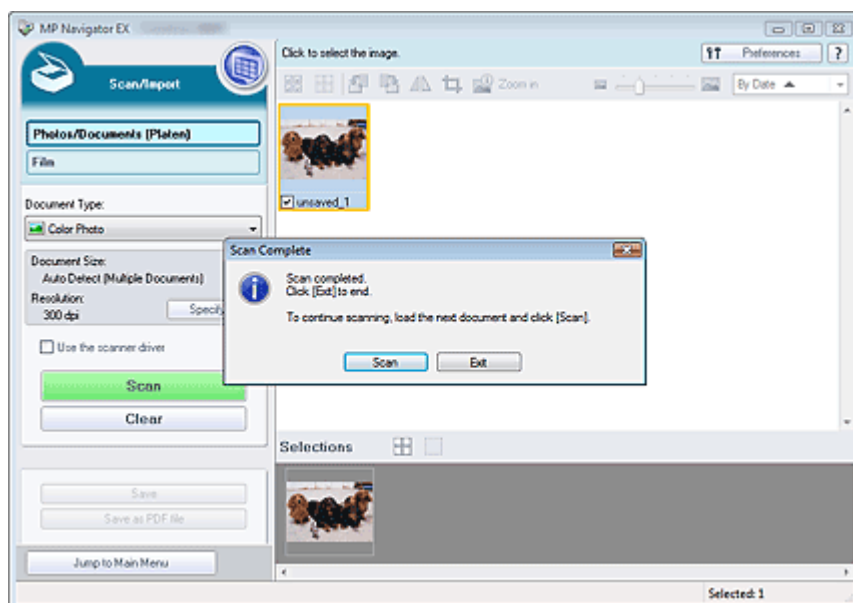 MP Navigator EX
Scan/Import
Click to select the image.
Preferences
?
Zoom in
By Date
Photos/Documents (Platen)
Film
unsaved_1
Document Type:
Color Photo
Document Size:
Auto Detect (Multiple Documents)
Resolution:
300 dpi
Specify
Use the scanner driver
Scan
Clear
Scan Complete
Scan completed.
Click [Exit] to end.
To continue scanning, load the next document and click [Scan].
Scan
Exit
Selections
Save
Save as PDF file
Jump to Main Menu
Selected: 1